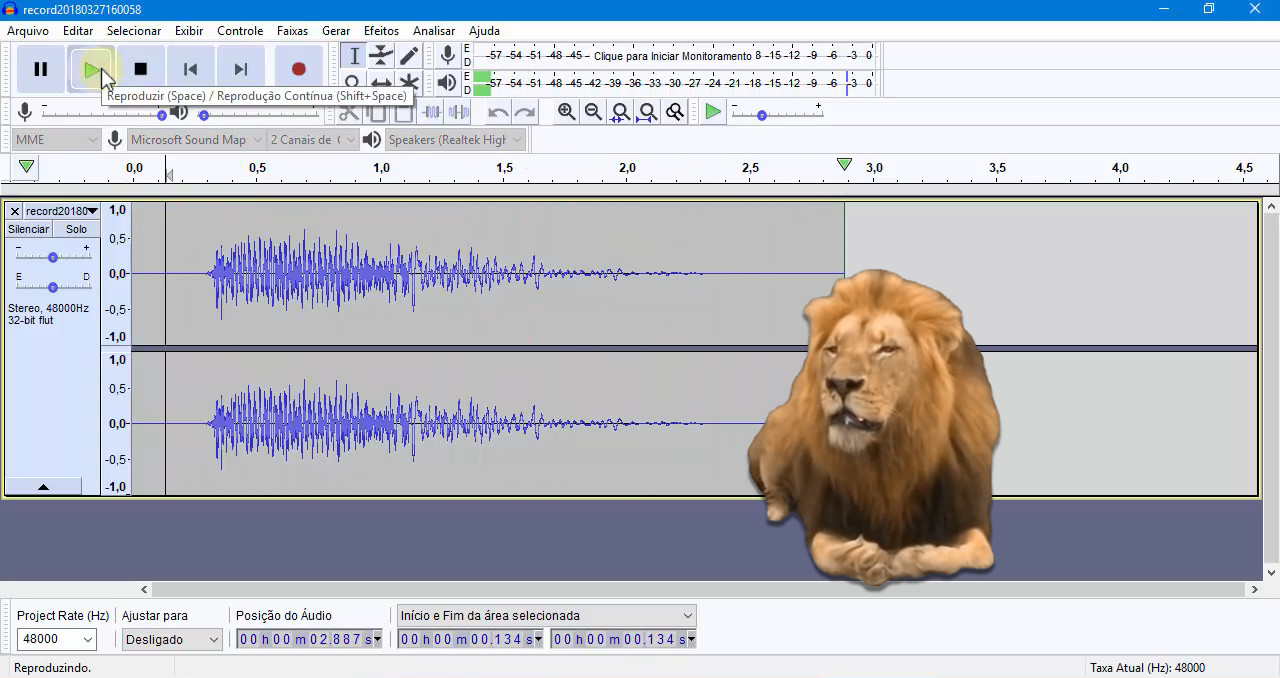 record20180327160058
Arquivo Editar Selecionar Exibir Controle Faixas Gerar Efeitos Analisar Ajuda
E
D
-57 -54 -51 -48 -45 - Clique para Iniciar Monitoramento 8 -15 -12 -9 -6 -3 0
E
D
-57 -54 -51 -48 -45 -42 -39 -36 -33 -30 -27 -24 -21 -18 -15 -12 -9 -6 -3 0
Reproduzir (Space) / Reprodução Contínua (Shift+Space)
- +
MME Microsoft Sound Map 2 Canais de Speakers (Realtek High
0,0 0,5 1,0 1,5 2,0 2,5 3,0 3,5 4,0 4,5
record20180
Silenciar Solo
- +
E D
Stereo, 48000Hz
32-bit flut
1,0
0,5-
0,0-
-0,5-
-1,0
1,0
0,5-
0,0-
-0,5-
-1,0
Project Rate (Hz) Ajustar para Posição do Áudio Início e Fim da área selecionada
48000 Desligado 00 h 00 m 02.887 s 00 h 00 m 00.134 s 00 h 00 m 00.134 s
Reproduzindo. Taxa Atual (Hz): 48000